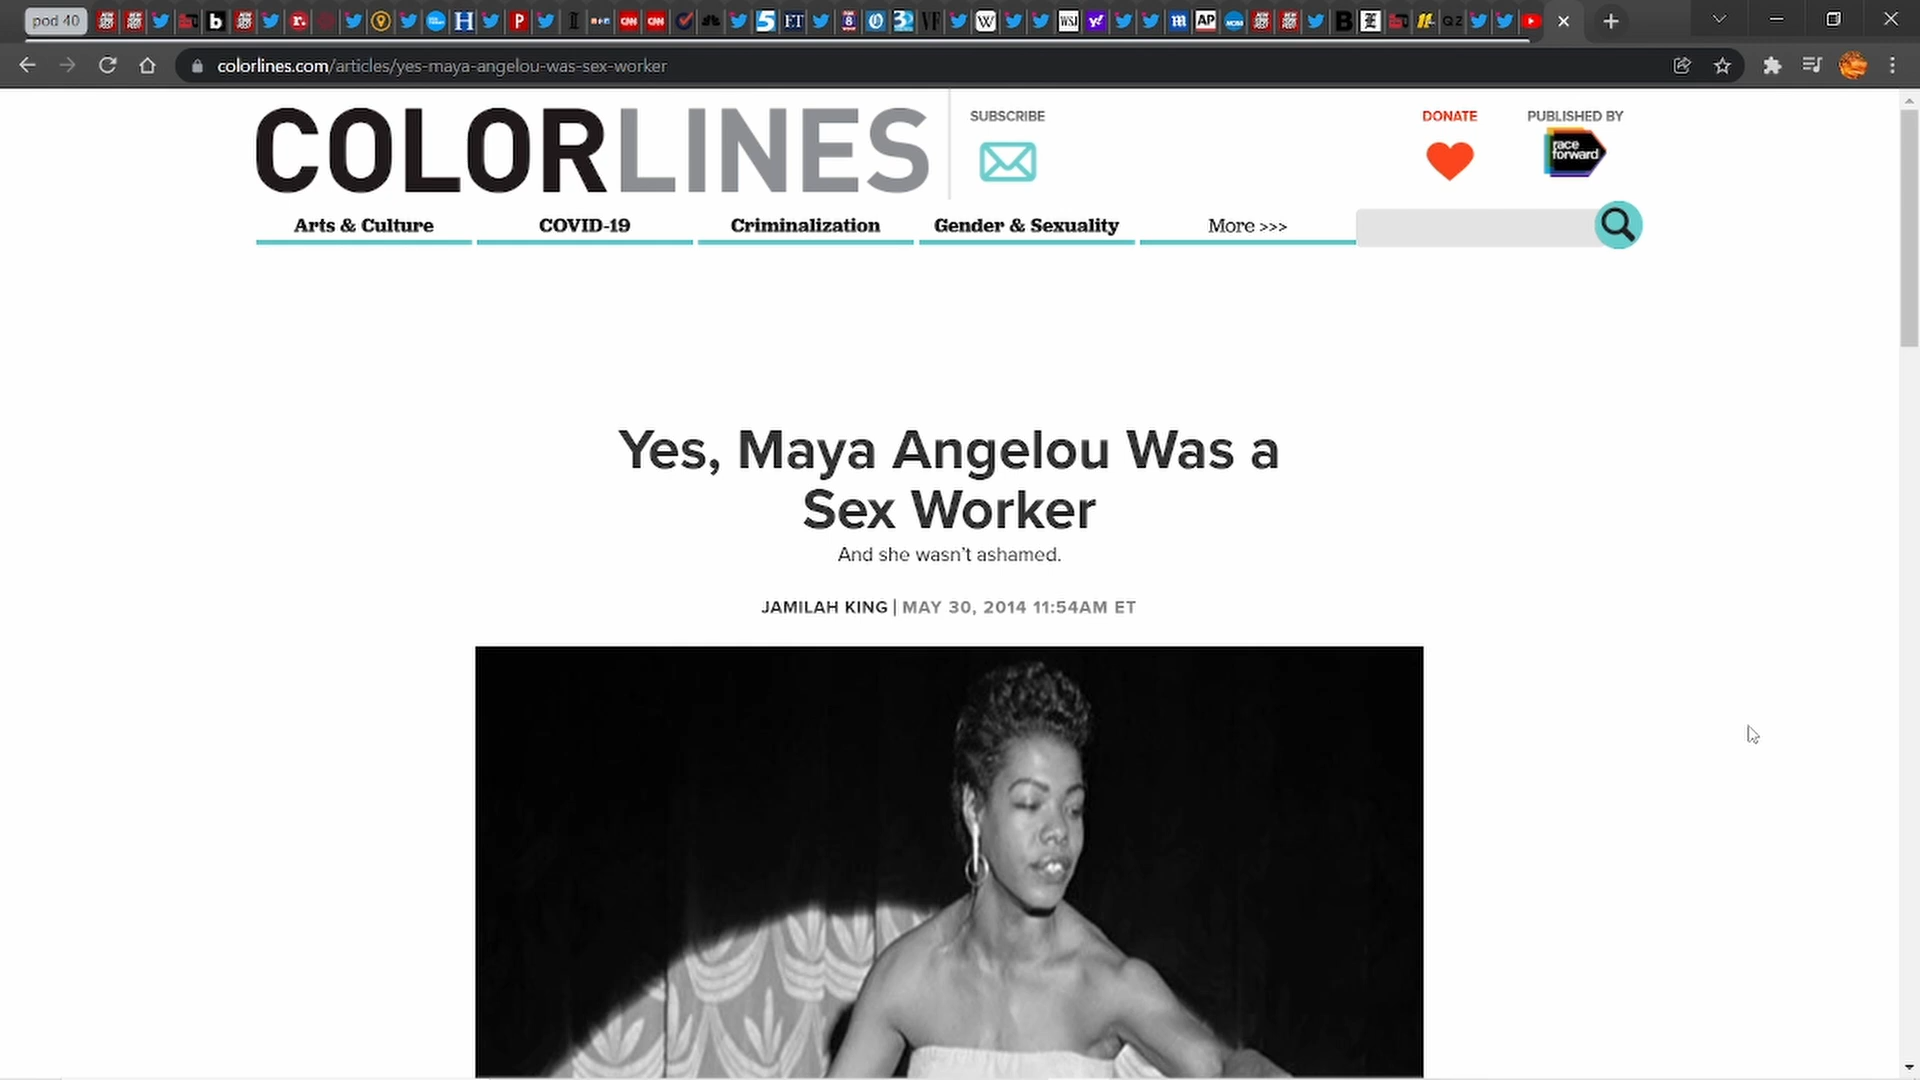 pod 40
colorlines.com/articles/yes-maya-angelou-was-sex-worker
COLORLINES
SUBSCRIBE
DONATE
PUBLISHED BY
race
forward
Arts & Culture
COVID-19
Criminalization
Gender & Sexuality
More >>>
Yes, Maya Angelou Was a
Sex Worker
And she wasn't ashamed.
JAMILAH KING | MAY 30, 2014 11:54AM ET